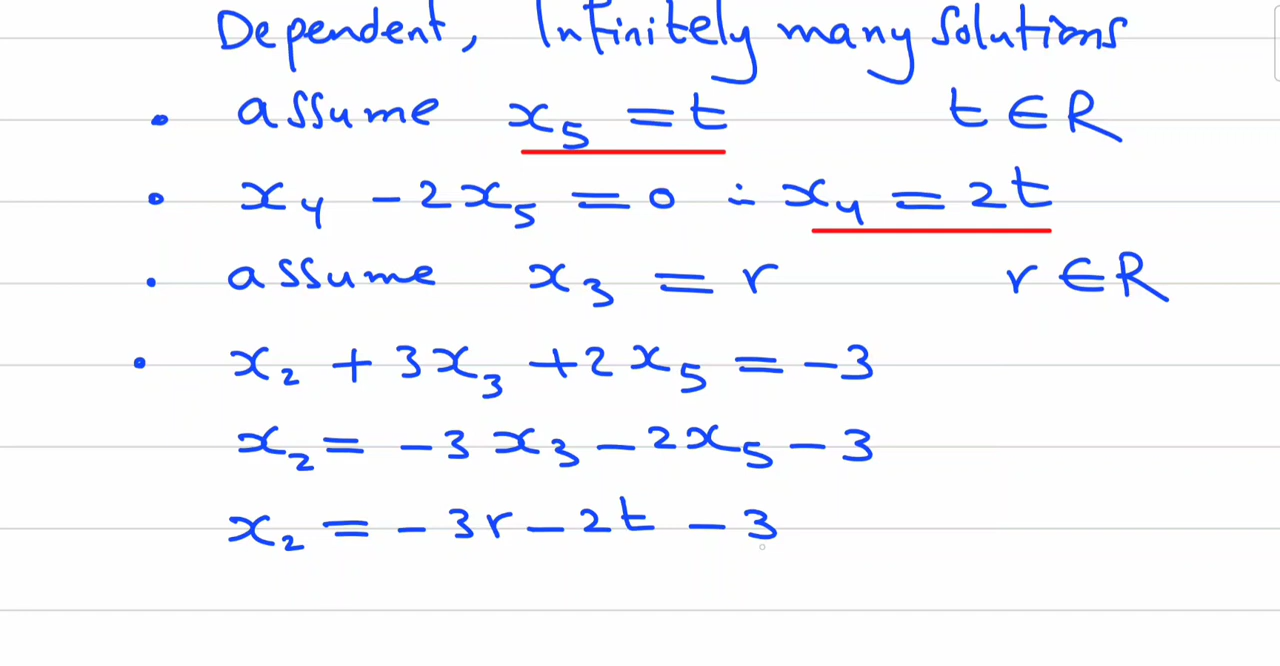 Dependent, Infinitely many Solutions
• assume x₅ = t t ∈ R
• x₄ - 2x₅ = 0 ∴ x₄ = 2t
• assume x₃ = r r ∈ R
• x₂ + 3x₃ + 2x₅ = -3
x₂ = -3x₃ - 2x₅ - 3
x₂ = -3r - 2t - 3